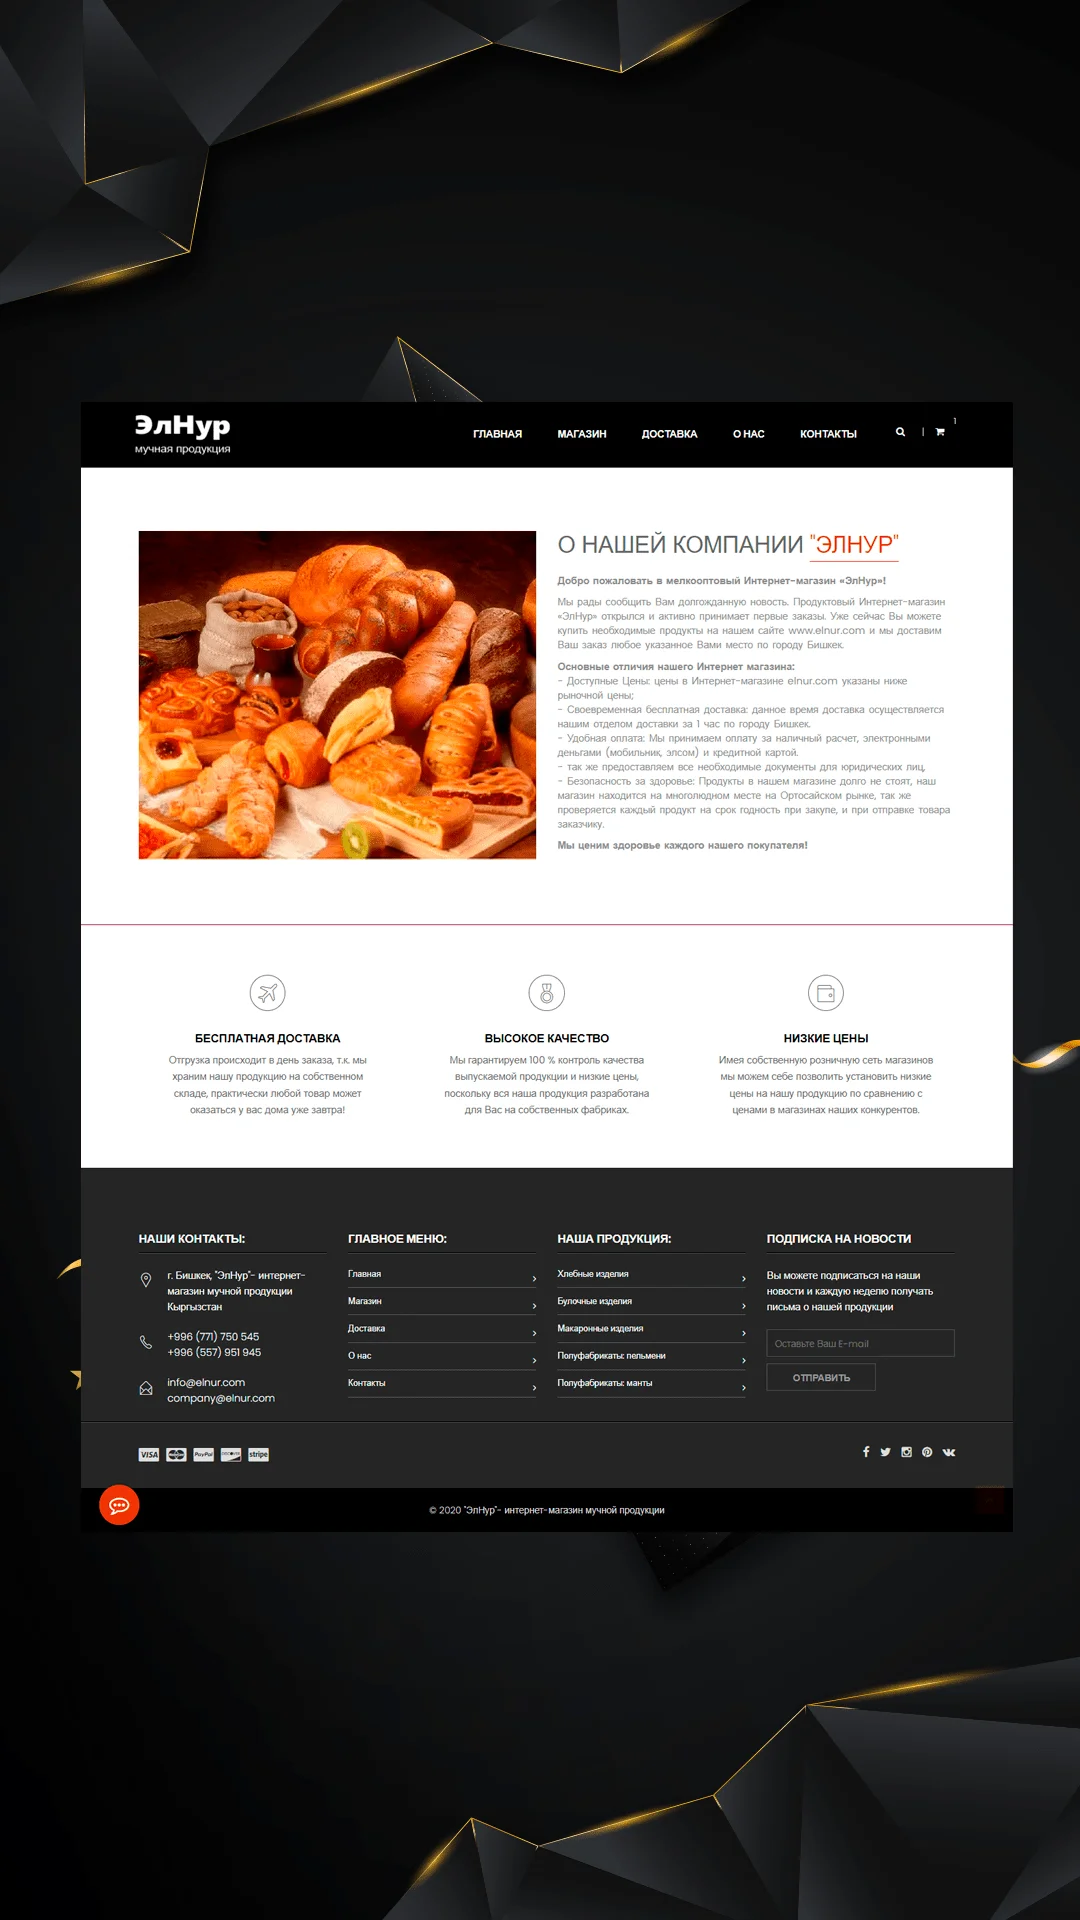 ЭлНур
мучная продукция
ГЛАВНАЯ МАГАЗИН ДОСТАВКА О НАС КОНТАКТЫ 1
О НАШЕЙ КОМПАНИИ "ЭЛНУР"
Добро пожаловать в мелкооптовый Интернет-магазин «ЭлНур»!
Мы рады сообщить Вам долгожданную новость. Продуктовый Интернет-магазин
«ЭлНур» открылся и активно принимает первые заказы. Уже сейчас Вы можете
купить необходимые продукты на нашем сайте www.elnur.com и мы доставим
Ваш заказ любое указанное Вами место по городу Бишкек.
Основные отличия нашего Интернет магазина:
- Доступные Цены: цены в Интернет-магазине elnur.com указаны ниже
рыночной цены;
- Своевременная бесплатная доставка: данное время доставка осуществляется
нашим отделом доставки за 1 час по городу Бишкек.
- Удобная оплата: Мы принимаем оплату за наличный расчет, электронными
деньгами (мобильник, элсом) и кредитной картой.
- так же предоставляем все необходимые документы для юридических лиц,
- Безопасность за здоровье: Продукты в нашем магазине долго не стоят, наш
магазин находится на многолюдном месте на Ортосайском рынке, так же
проверяется каждый продукт на срок годность при закупе, и при отправке товара
заказчику.
Мы ценим здоровье каждого нашего покупателя!
БЕСПЛАТНАЯ ДОСТАВКА
Отгрузка происходит в день заказа, т.к. мы
храним нашу продукцию на собственном
складе, практически любой товар может
оказаться у вас дома уже завтра!
ВЫСОКОЕ КАЧЕСТВО
Мы гарантируем 100 % контроль качества
выпускаемой продукции и низкие цены,
поскольку вся наша продукция разработана
для Вас на собственных фабриках.
НИЗКИЕ ЦЕНЫ
Имея собственную розничную сеть магазинов
мы можем себе позволить установить низкие
цены на нашу продукцию по сравнению с
ценами в магазинах наших конкурентов.
НАШИ КОНТАКТЫ:
г. Бишкек, "ЭлНур"- интернет-
магазин мучной продукции
Кыргызстан
+996 (771) 750 545
+996 (557) 951 945
info@elnur.com
company@elnur.com
ГЛАВНОЕ МЕНЮ:
Главная
Магазин
Доставка
О нас
Контакты
НАША ПРОДУКЦИЯ:
Хлебные изделия
Булочные изделия
Макаронные изделия
Полуфабрикаты: пельмени
Полуфабрикаты: манты
ПОДПИСКА НА НОВОСТИ
Вы можете подписаться на наши
новости и каждую неделю получать
письма о нашей продукции
Оставьте Ваш E-mail
ОТПРАВИТЬ
VISA MasterCard PayPal DISCOVER stripe
© 2020 "ЭлНур"- интернет-магазин мучной продукции